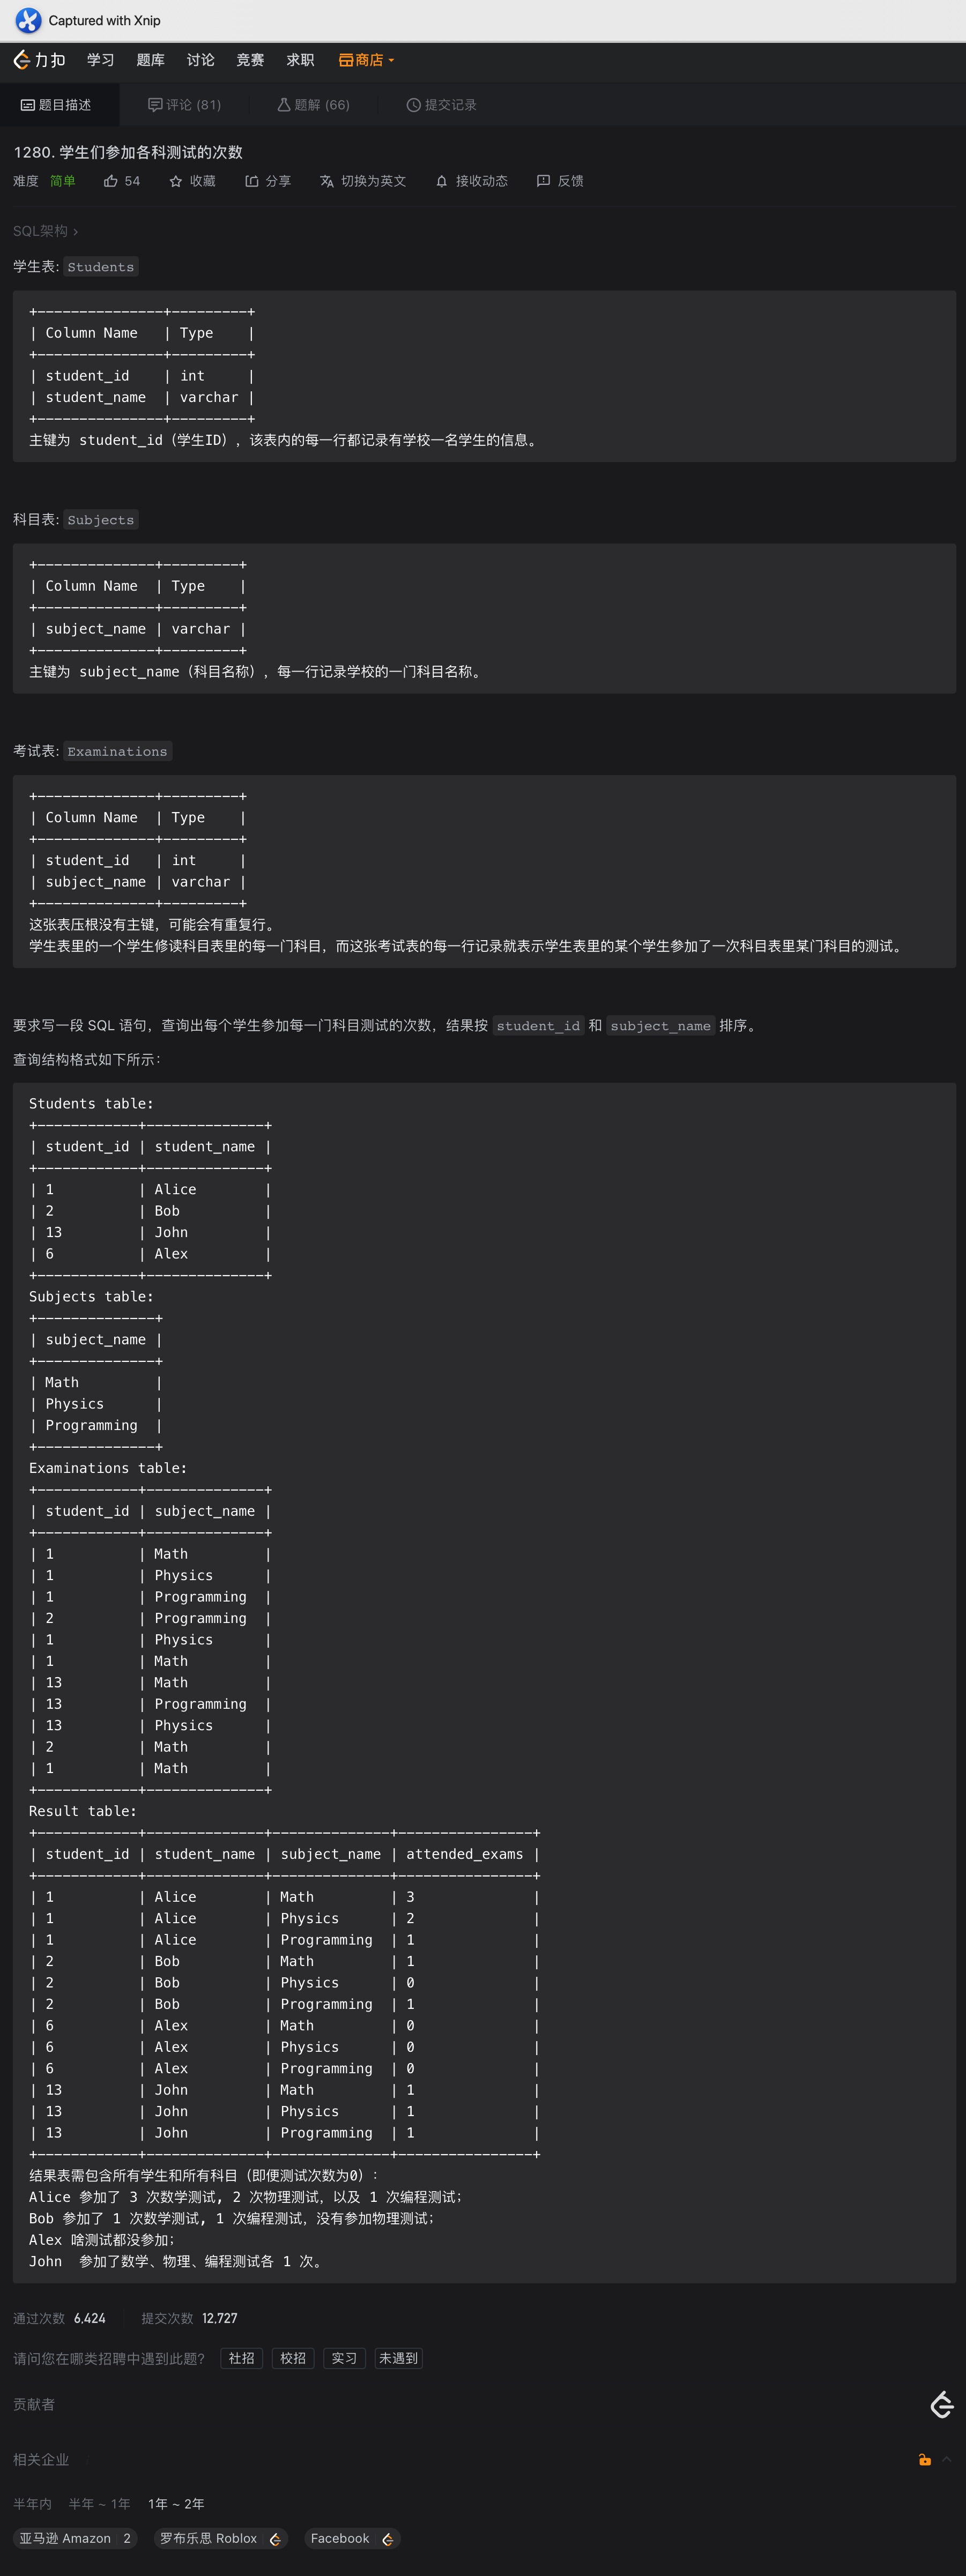 Captured with Xnip
力扣 学习 题库 讨论 竞赛 求职 商店
题目描述 评论 (81) 题解 (66) 提交记录
1280. 学生们参加各科测试的次数
难度 简单 54 收藏 分享 切换为英文 接收动态 反馈
SQL架构 ›
学生表: Students
+---------------+---------+
| Column Name   | Type    |
+---------------+---------+
| student_id    | int     |
| student_name  | varchar |
+---------------+---------+
主键为 student_id（学生ID），该表内的每一行都记录有学校一名学生的信息。
科目表: Subjects
+--------------+---------+
| Column Name  | Type    |
+--------------+---------+
| subject_name | varchar |
+--------------+---------+
主键为 subject_name（科目名称），每一行记录学校的一门科目名称。
考试表: Examinations
+--------------+---------+
| Column Name  | Type    |
+--------------+---------+
| student_id   | int     |
| subject_name | varchar |
+--------------+---------+
这张表压根没有主键，可能会有重复行。
学生表里的一个学生修读科目表里的每一门科目，而这张考试表的每一行记录就表示学生表里的某个学生参加了一次科目表里某门科目的测试。
要求写一段 SQL 语句，查询出每个学生参加每一门科目测试的次数，结果按 student_id 和 subject_name 排序。
查询结构格式如下所示：
Students table:
+------------+--------------+
| student_id | student_name |
+------------+--------------+
| 1          | Alice        |
| 2          | Bob          |
| 13         | John         |
| 6          | Alex         |
+------------+--------------+
Subjects table:
+--------------+
| subject_name |
+--------------+
| Math         |
| Physics      |
| Programming  |
+--------------+
Examinations table:
+------------+--------------+
| student_id | subject_name |
+------------+--------------+
| 1          | Math         |
| 1          | Physics      |
| 1          | Programming  |
| 2          | Programming  |
| 1          | Physics      |
| 1          | Math         |
| 13         | Math         |
| 13         | Programming  |
| 13         | Physics      |
| 2          | Math         |
| 1          | Math         |
+------------+--------------+
Result table:
+------------+--------------+--------------+----------------+
| student_id | student_name | subject_name | attended_exams |
+------------+--------------+--------------+----------------+
| 1          | Alice        | Math         | 3              |
| 1          | Alice        | Physics      | 2              |
| 1          | Alice        | Programming  | 1              |
| 2          | Bob          | Math         | 1              |
| 2          | Bob          | Physics      | 0              |
| 2          | Bob          | Programming  | 1              |
| 6          | Alex         | Math         | 0              |
| 6          | Alex         | Physics      | 0              |
| 6          | Alex         | Programming  | 0              |
| 13         | John         | Math         | 1              |
| 13         | John         | Physics      | 1              |
| 13         | John         | Programming  | 1              |
+------------+--------------+--------------+----------------+
结果表需包含所有学生和所有科目（即便测试次数为0）：
Alice 参加了 3 次数学测试, 2 次物理测试，以及 1 次编程测试；
Bob 参加了 1 次数学测试, 1 次编程测试，没有参加物理测试；
Alex 啥测试都没参加；
John  参加了数学、物理、编程测试各 1 次。
通过次数 6,424 提交次数 12,727
请问您在哪类招聘中遇到此题？ 社招 校招 实习 未遇到
贡献者
相关企业
半年内 半年 ~ 1年 1年 ~ 2年
亚马逊 Amazon 2 罗布乐思 Roblox Facebook